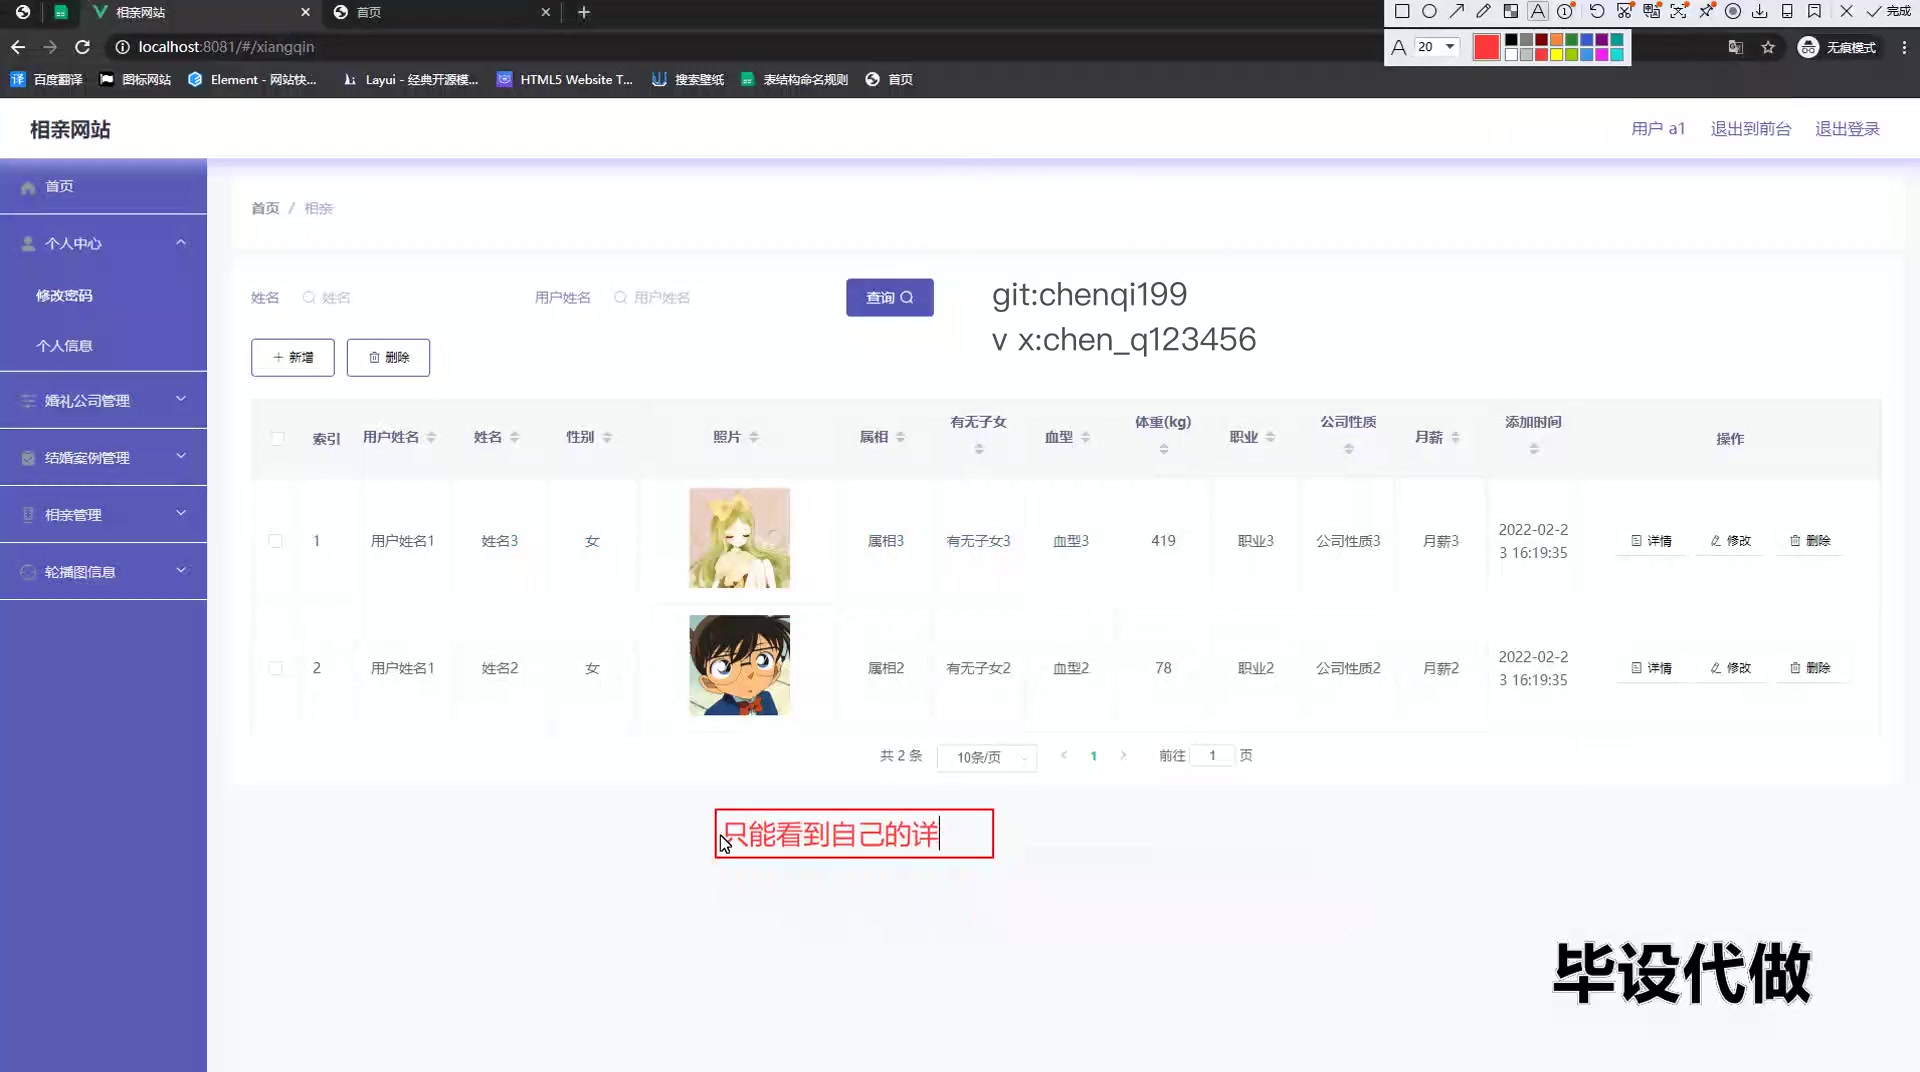 相亲网站
首页
20
完成
localhost:8081/#/xiangqin
无痕模式
译 百度翻译
图标网站
Element - 网站快...
Layui - 经典开源模...
HTML5 Website T...
搜索壁纸
表结构命名规则
首页
相亲网站
用户 a1
退出到前台
退出登录
首页
个人中心
修改密码
个人信息
婚礼公司管理
结婚案例管理
相亲管理
轮播图信息
首页 / 相亲
姓名 姓名
用户姓名 用户姓名
查询
git:chenqi199
v x:chen_q123456
新增
删除
索引 用户姓名 姓名 性别 照片 属相 有无子女 血型 体重(kg) 职业 公司性质 月薪 添加时间 操作
1 用户姓名1 姓名3 女 属相3 有无子女3 血型3 419 职业3 公司性质3 月薪3 2022-02-2
3 16:19:35
详情 修改 删除
2 用户姓名1 姓名2 女 属相2 有无子女2 血型2 78 职业2 公司性质2 月薪2 2022-02-2
3 16:19:35
详情 修改 删除
共 2 条 10条/页 < 1 > 前往 1 页
只能看到自己的详
毕设代做